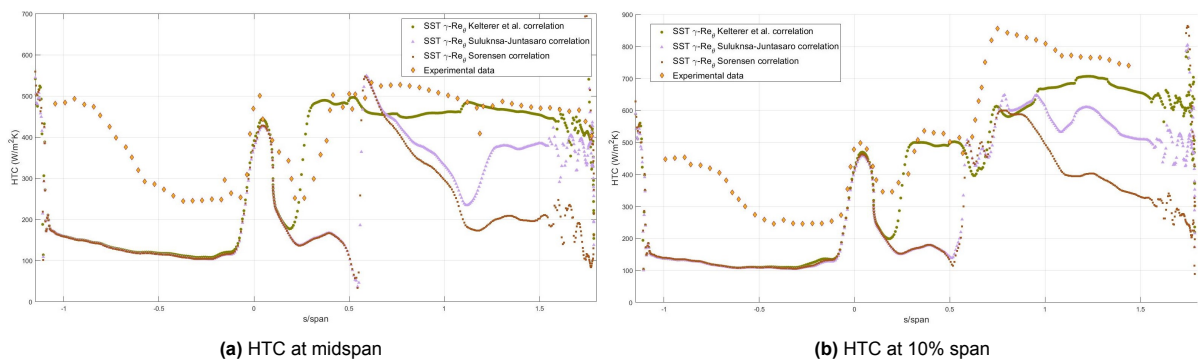 700
600
500
400
300
200
100
0
HTC (W/m²K)
-1
-0.5
0
0.5
1
1.5
s/span
SST γ-Reθ Kelterer et al. correlation
SST γ-Reθ Suluknsa-Juntasaro correlation
SST γ-Reθ Sorensen correlation
Experimental data
(a) HTC at midspan
900
800
700
600
500
400
300
200
100
0
HTC (W/m²K)
-1
-0.5
0
0.5
1
1.5
s/span
SST γ-Reθ Kelterer et al. correlation
SST γ-Reθ Suluknsa-Juntasaro correlation
SST γ-Reθ Sorensen correlation
Experimental data
(b) HTC at 10% span